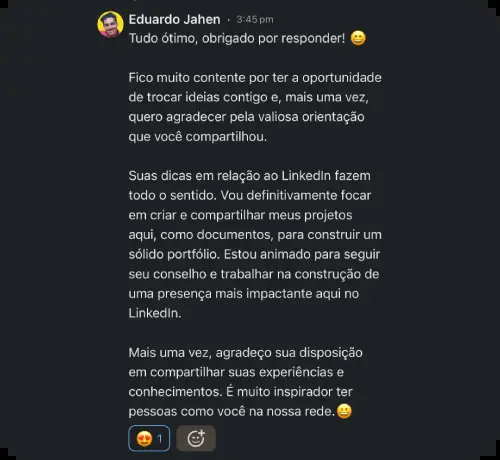 Eduardo Jahen · 3:45 pm
Tudo ótimo, obrigado por responder! 😄
Fico muito contente por ter a oportunidade
de trocar ideias contigo e, mais uma vez,
quero agradecer pela valiosa orientação
que você compartilhou.
Suas dicas em relação ao LinkedIn fazem
todo o sentido. Vou definitivamente focar
em criar e compartilhar meus projetos
aqui, como documentos, para construir um
sólido portfólio. Estou animado para seguir
seu conselho e trabalhar na construção de
uma presença mais impactante aqui no
LinkedIn.
Mais uma vez, agradeço sua disposição
em compartilhar suas experiências e
conhecimentos. É muito inspirador ter
pessoas como você na nossa rede.😀
😍 1